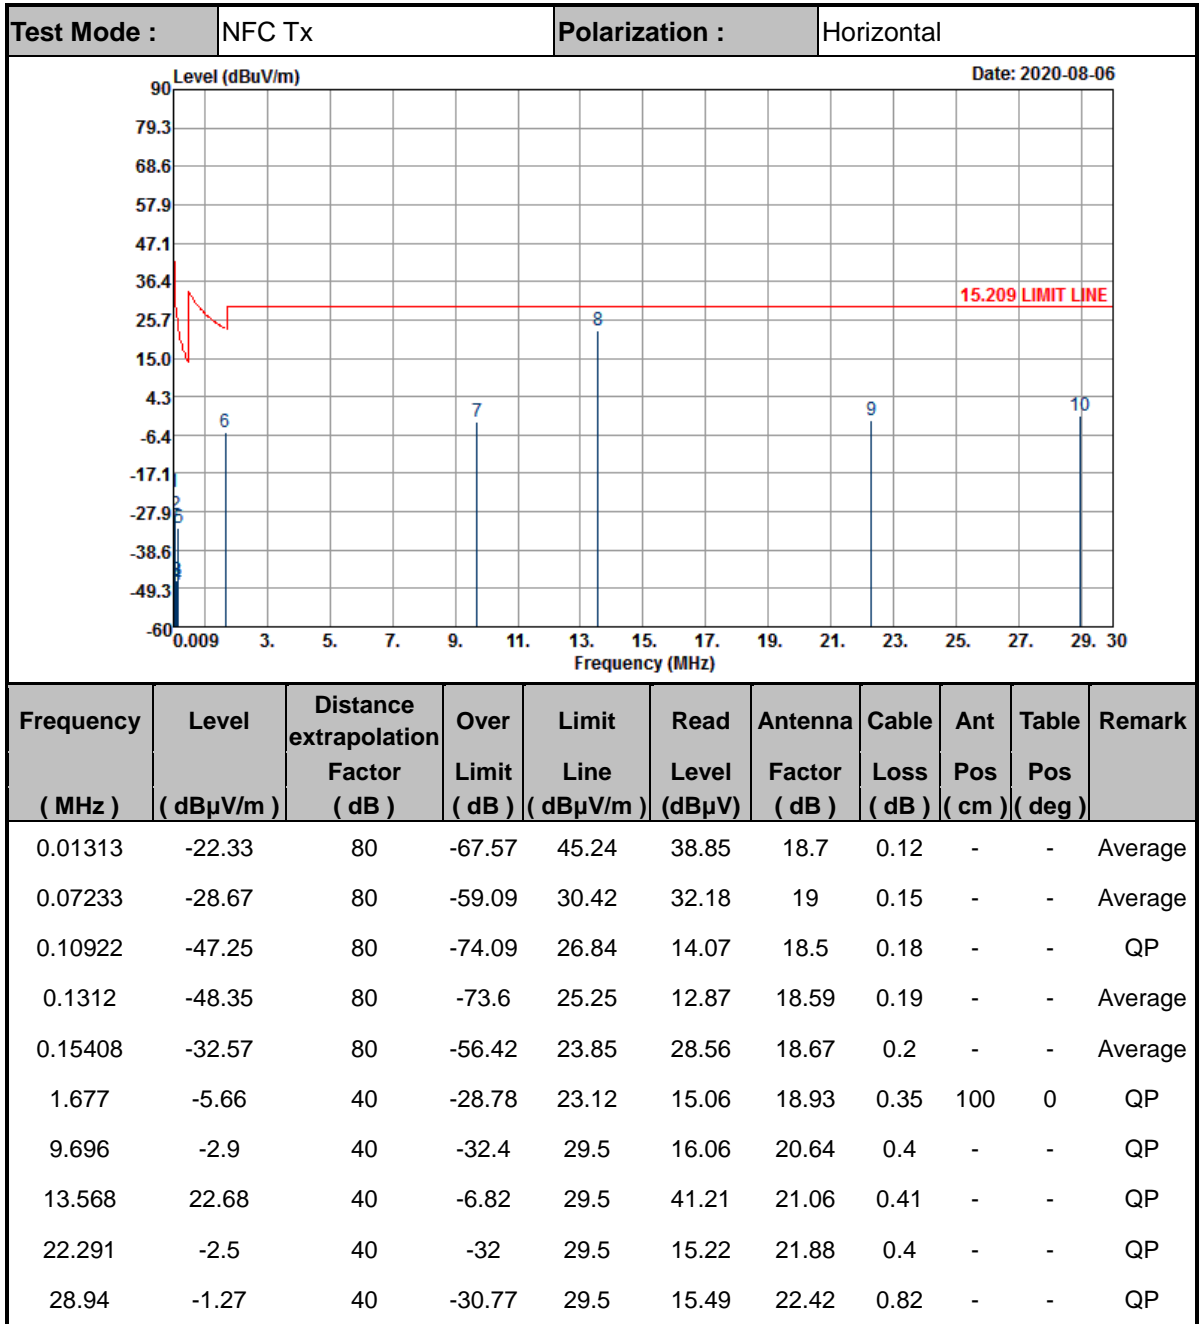 Test Mode : NFC Tx Polarization : Horizontal
Level (dBuV/m) Date: 2020-08-06
90
79.3
68.6
57.9
47.1
36.4
15.209 LIMIT LINE
25.7
8
15.0
4.3
6 7 9 10
-6.4
-17.1
1
2
-27.9
5
-38.6
-49.3
-60
0.009 3. 5. 7. 9. 11. 13. 15. 17. 19. 21. 23. 25. 27. 29. 30
Frequency (MHz)
Frequency Level Distance extrapolation Over Limit Read Antenna Cable Ant Table Remark
Factor Limit Line Level Factor Loss Pos Pos
( MHz ) ( dBμV/m ) ( dB ) ( dB ) ( dBμV/m ) (dBμV) ( dB ) ( dB ) ( cm ) ( deg )
0.01313 -22.33 80 -67.57 45.24 38.85 18.7 0.12 - - Average
0.07233 -28.67 80 -59.09 30.42 32.18 19 0.15 - - Average
0.10922 -47.25 80 -74.09 26.84 14.07 18.5 0.18 - - QP
0.1312 -48.35 80 -73.6 25.25 12.87 18.59 0.19 - - Average
0.15408 -32.57 80 -56.42 23.85 28.56 18.67 0.2 - - Average
1.677 -5.66 40 -28.78 23.12 15.06 18.93 0.35 100 0 QP
9.696 -2.9 40 -32.4 29.5 16.06 20.64 0.4 - - QP
13.568 22.68 40 -6.82 29.5 41.21 21.06 0.41 - - QP
22.291 -2.5 40 -32 29.5 15.22 21.88 0.4 - - QP
28.94 -1.27 40 -30.77 29.5 15.49 22.42 0.82 - - QP